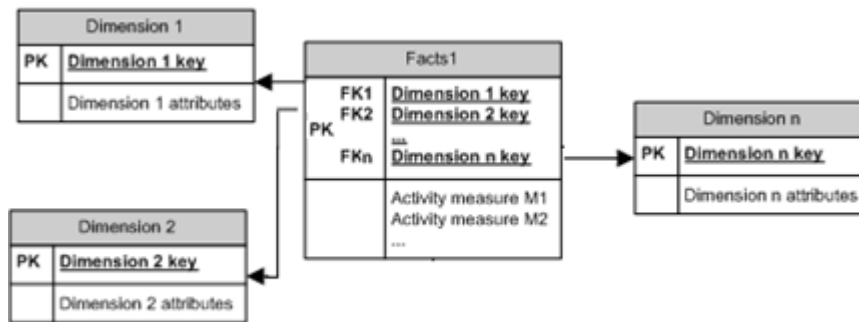 Dimension 1
PK Dimension 1 key
Dimension 1 attributes
Facts1
FK1 Dimension 1 key
FK2 Dimension 2 key
PK
...
FKn Dimension n key
Activity measure M1
Activity measure M2
...
Dimension n
PK Dimension n key
Dimension n attributes
Dimension 2
PK Dimension 2 key
Dimension 2 attributes